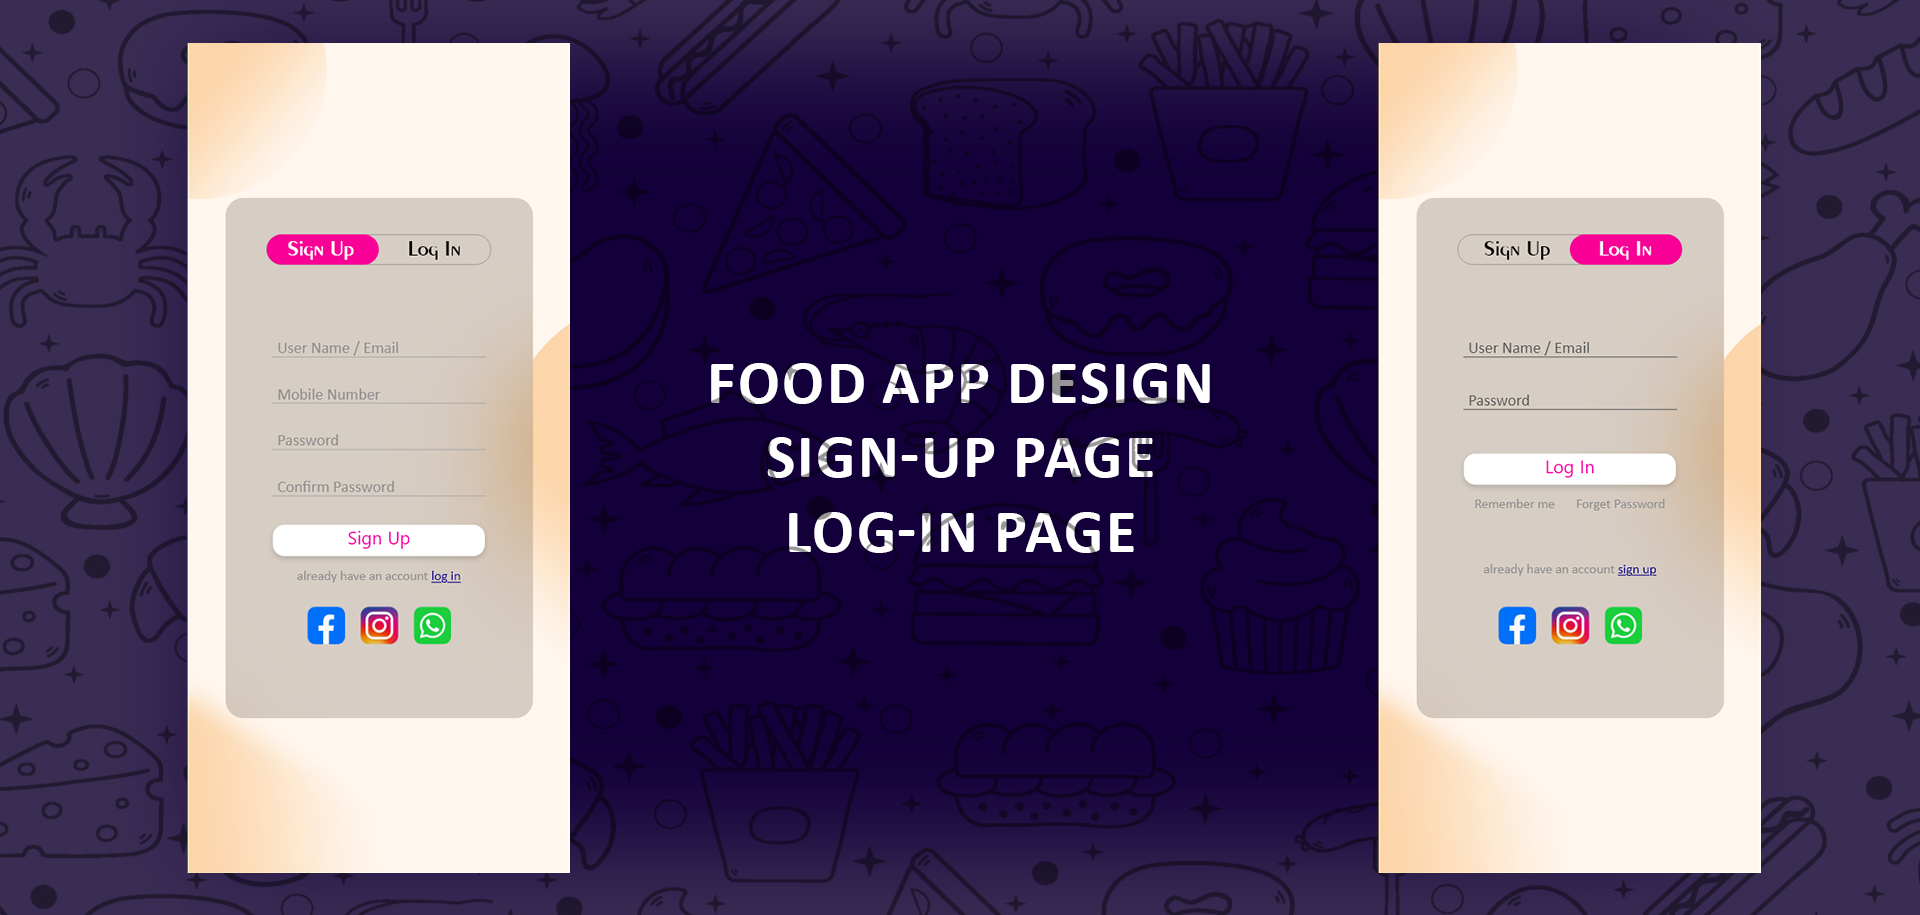 Sign Up Log In
User Name / Email
Mobile Number
Password
Confirm Password
Sign Up
already have an account log in
FOOD APP DESIGN
SIGN-UP PAGE
LOG-IN PAGE
Sign Up Log In
User Name / Email
Password
Log In
Remember me Forget Password
already have an account sign up